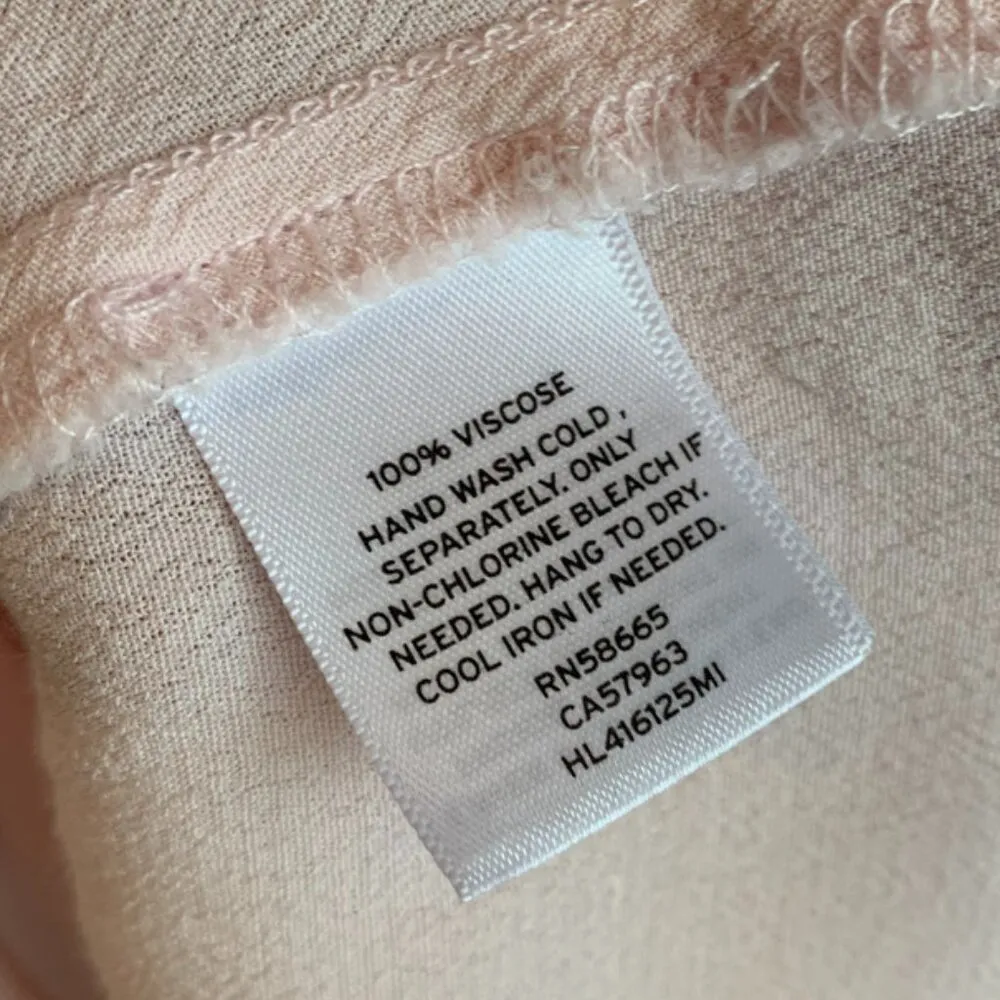 100% VISCOSE
HAND WASH COLD ,
SEPARATELY. ONLY
NON-CHLORINE BLEACH IF
NEEDED. HANG TO DRY.
COOL IRON IF NEEDED.
RN58665
CA57963
HL416125MI